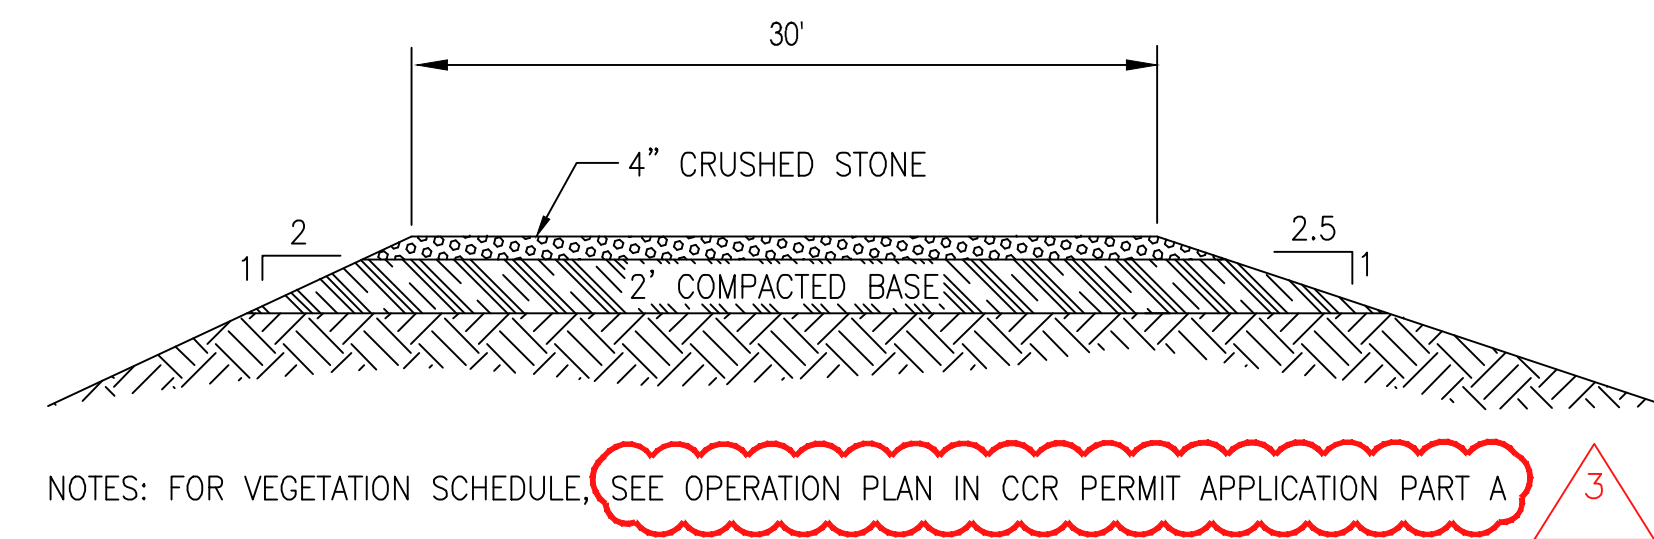 30'
4” CRUSHED STONE
2
1
2.5
1
2' COMPACTED BASE
NOTES: FOR VEGETATION SCHEDULE, SEE OPERATION PLAN IN CCR PERMIT APPLICATION PART A
3